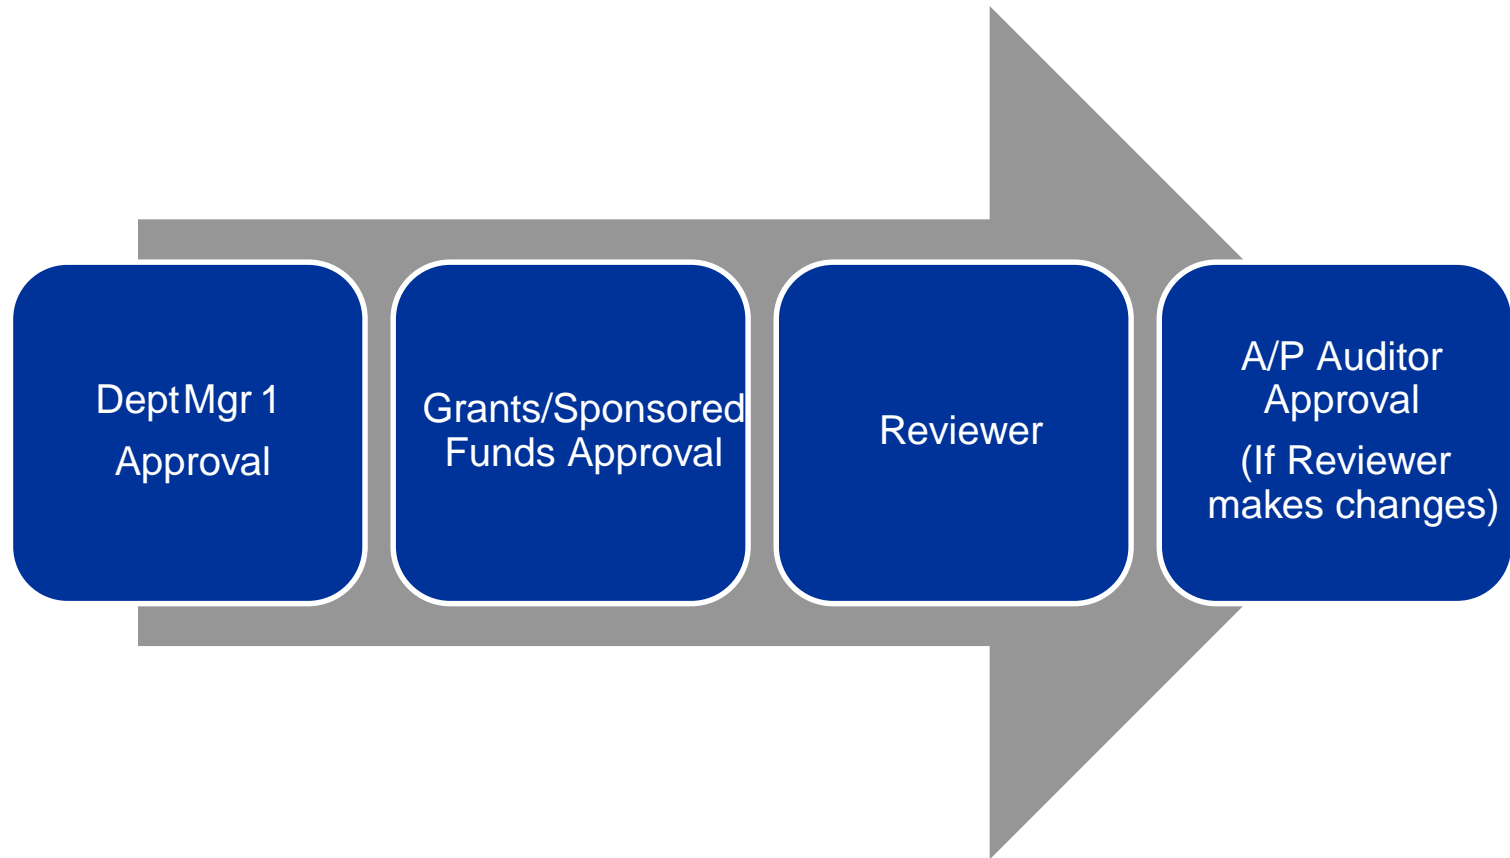 Dept Mgr 1
Approval
Grants/Sponsored
Funds Approval
Reviewer
A/P Auditor
Approval
(If Reviewer
makes changes)